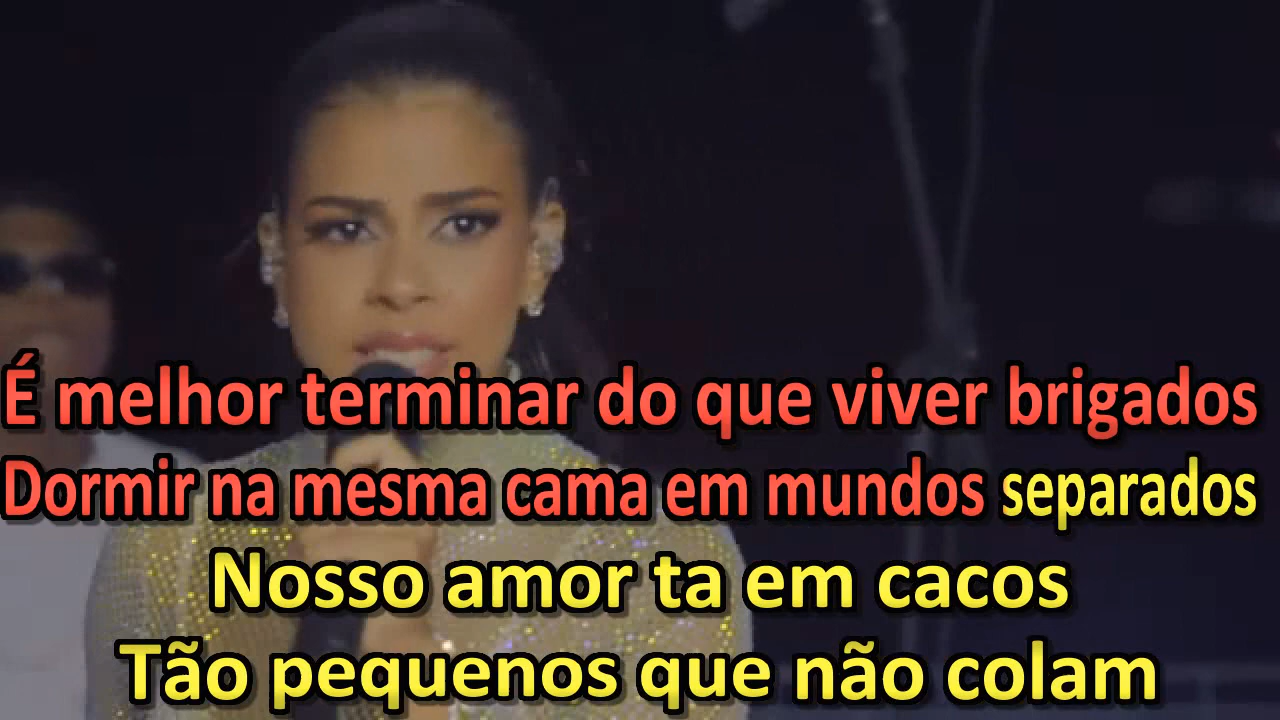 É melhor terminar do que viver brigados
Dormir na mesma cama em mundos separados
Nosso amor ta em cacos
Tão pequenos que não colam